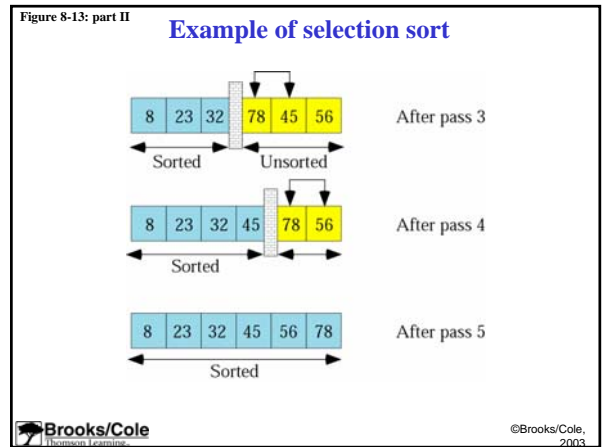 Figure 8-13: part II
Example of selection sort
8 23 32 78 45 56 After pass 3
Sorted Unsorted
8 23 32 45 78 56 After pass 4
Sorted
8 23 32 45 56 78 After pass 5
Sorted
Brooks/Cole
Thomson Learning™
©Brooks/Cole,
2003